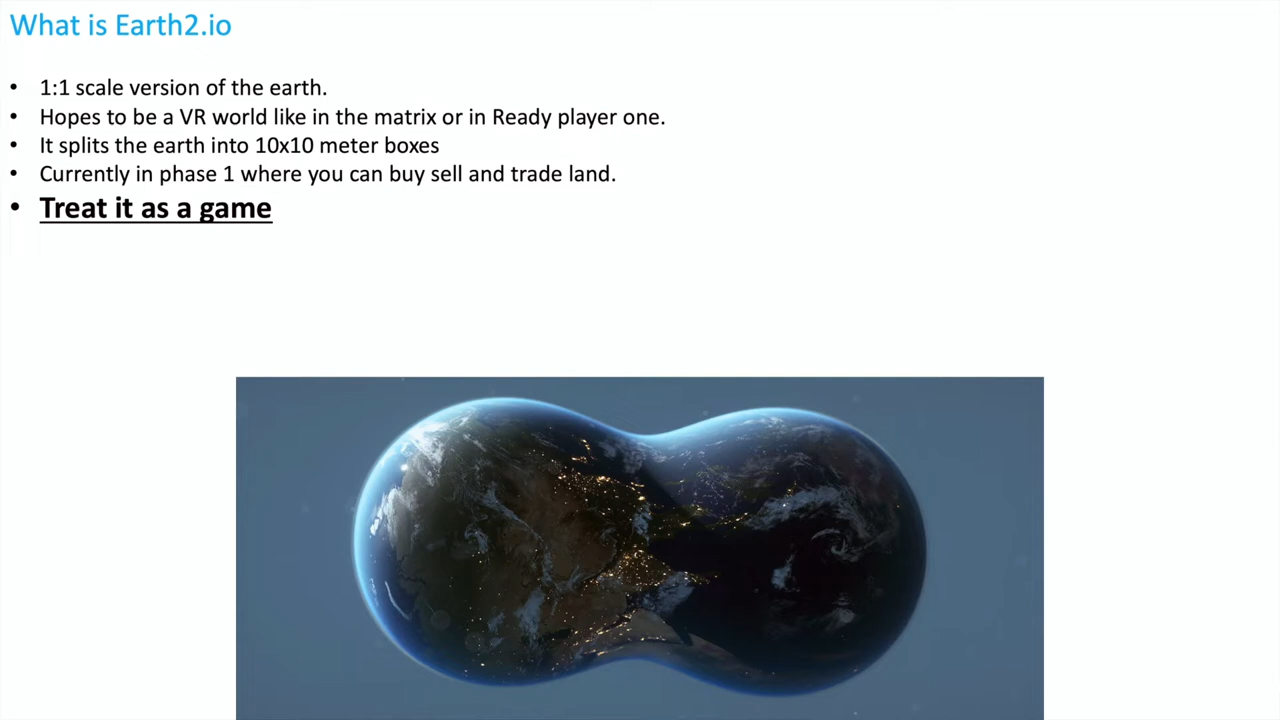 What is Earth2.io
• 1:1 scale version of the earth.
• Hopes to be a VR world like in the matrix or in Ready player one.
• It splits the earth into 10x10 meter boxes
• Currently in phase 1 where you can buy sell and trade land.
• Treat it as a game